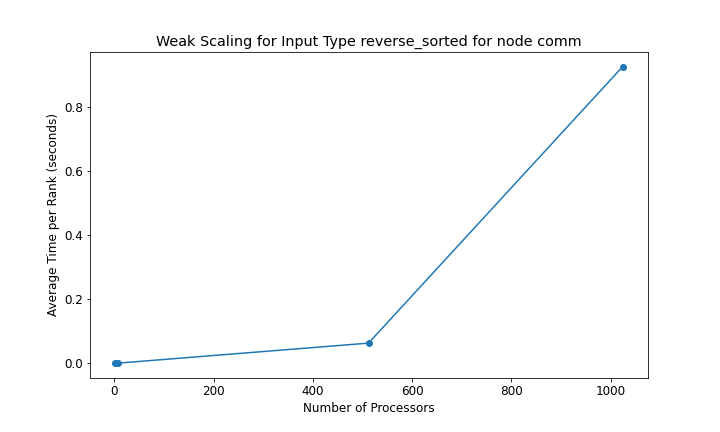 Weak Scaling for Input Type reverse_sorted for node comm
Average Time per Rank (seconds)
0.8
0.6
0.4
0.2
0.0
0 200 400 600 800 1000
Number of Processors